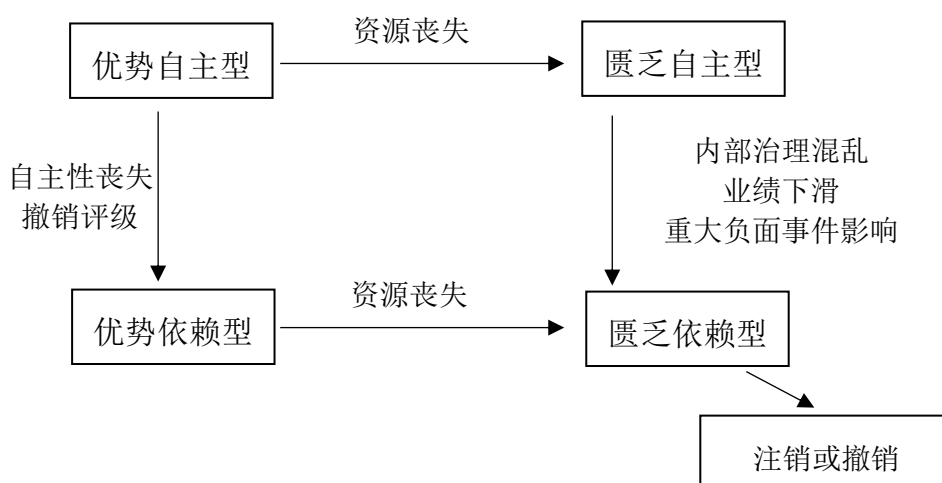 资源丧失
优势自主型
匮乏自主型
自主性丧失
撤销评级
内部治理混乱
业绩下滑
重大负面事件影响
资源丧失
优势依赖型
匮乏依赖型
注销或撤销